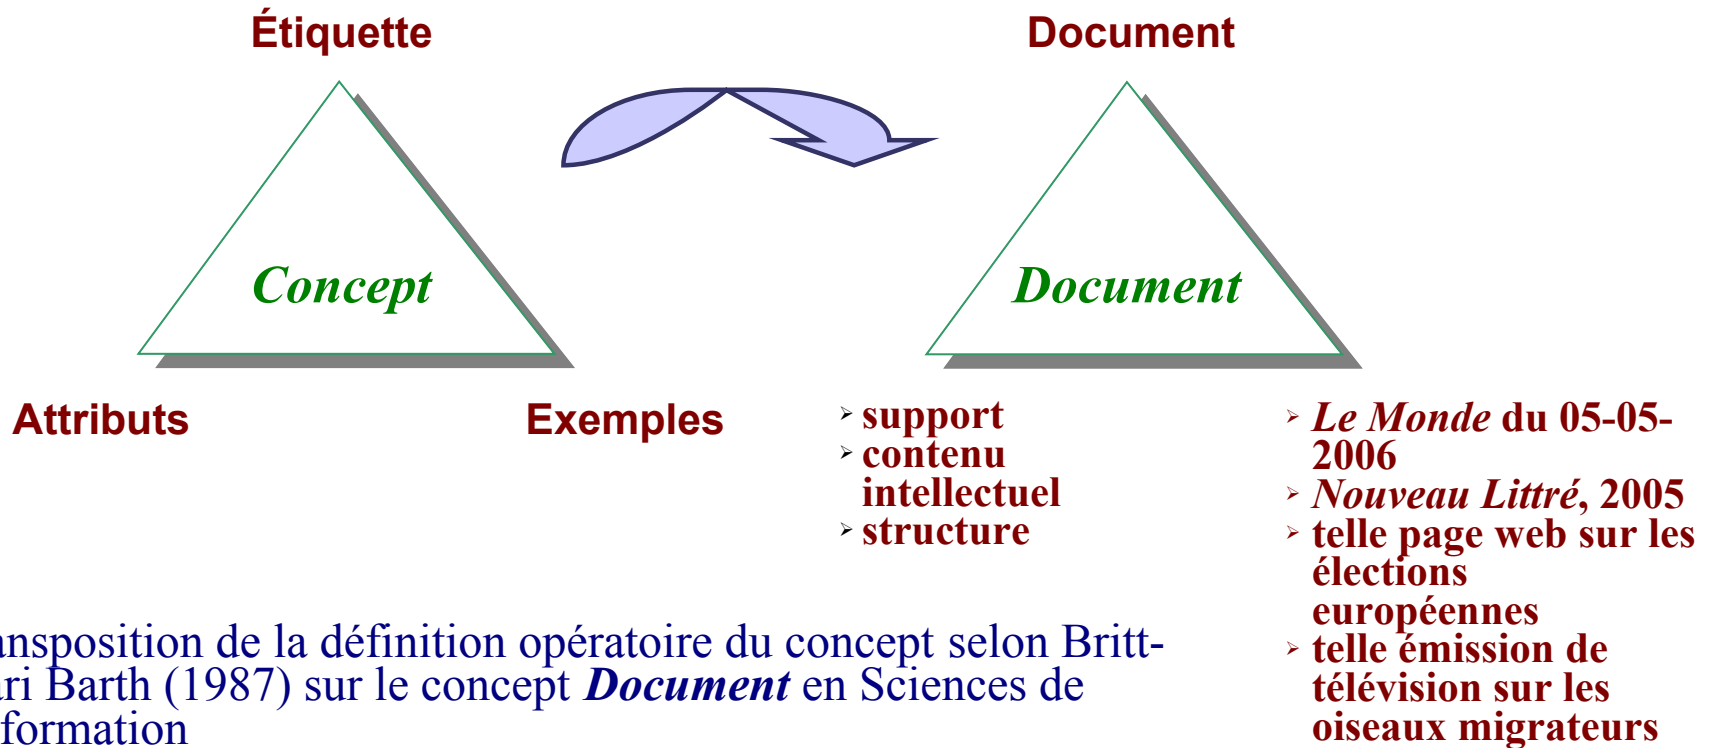 Étiquette
Document
Concept
Document
Attributs
Exemples
➢ support
➢ contenu
intellectuel
➢ structure
➢ Le Monde du 05-05-
2006
➢ Nouveau Littré, 2005
➢ telle page web sur les
élections
européennes
➢ telle émission de
télévision sur les
oiseaux migrateurs
ansposition de la définition opératoire du concept selon Britt-
ari Barth (1987) sur le concept Document en Sciences de
formation